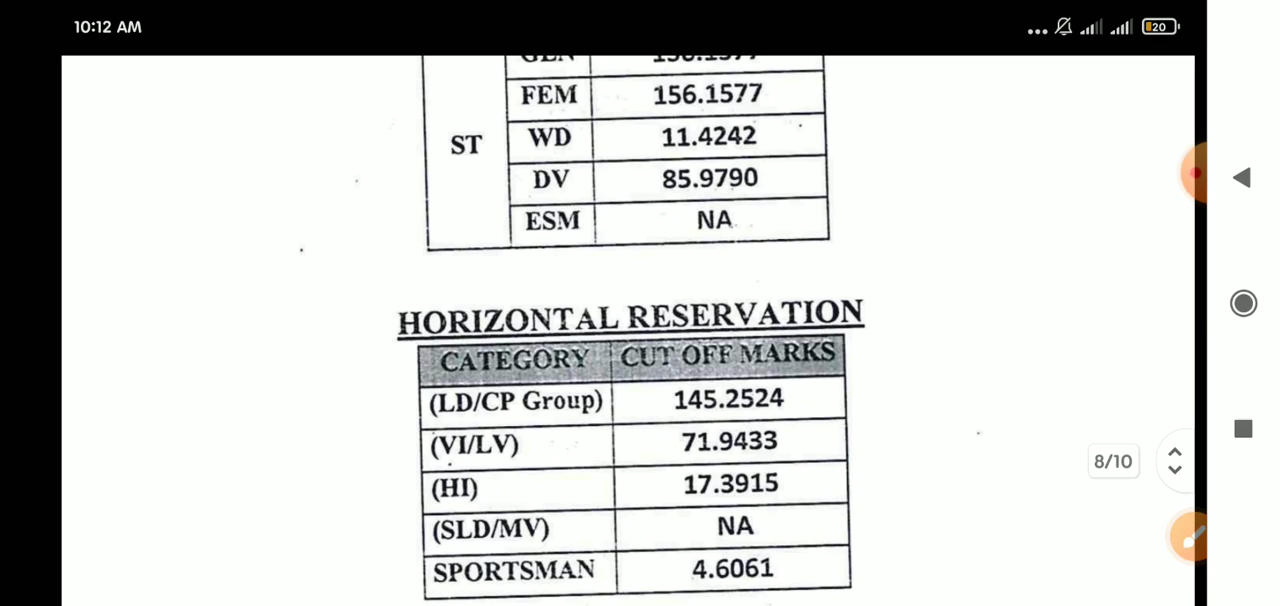 10:12 AM
20
GEN
FEM 156.1577
ST
WD 11.4242
DV 85.9790
ESM NA
HORIZONTAL RESERVATION
CATEGORY CUT OFF MARKS
(LD/CP Group) 145.2524
(VI/LV) 71.9433
(HI) 17.3915
(SLD/MV) NA
SPORTSMAN 4.6061
8/10